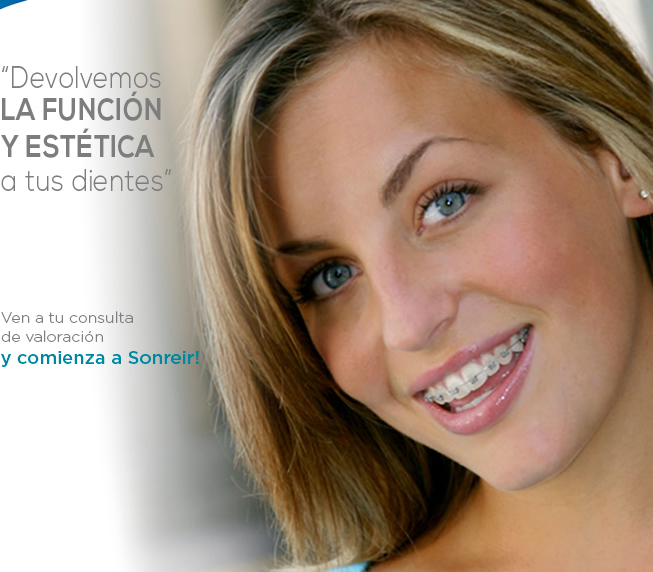 “Devolvemos
LA FUNCIÓN
Y ESTÉTICA
a tus dientes”
Ven a tu consulta
de valoración
y comienza a Sonreir!